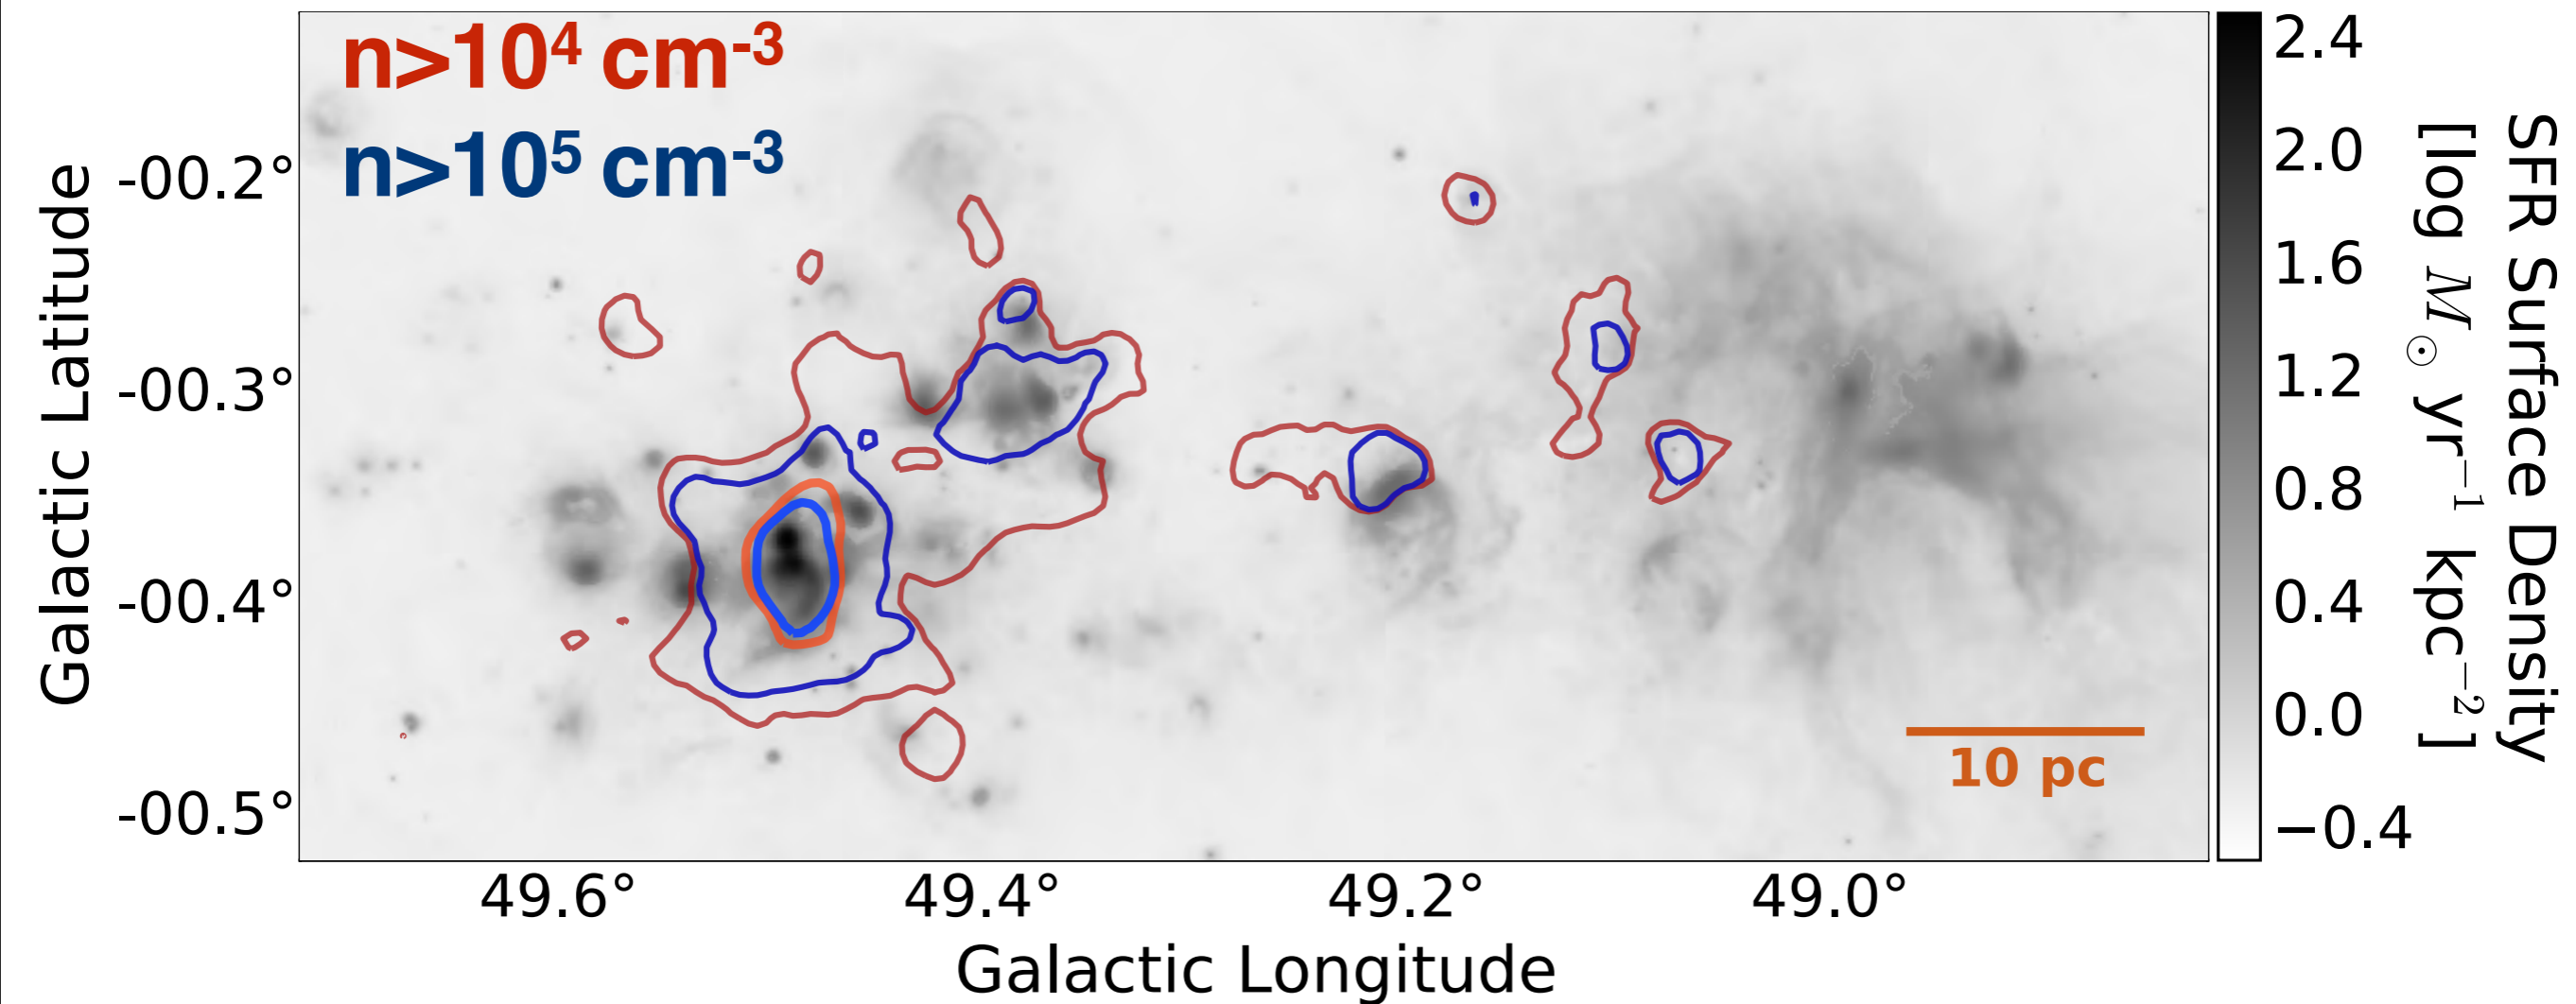 n>10⁴ cm⁻³
n>10⁵ cm⁻³
-00.2°
-00.3°
-00.4°
-00.5°
Galactic Latitude
49.6°
49.4°
49.2°
49.0°
Galactic Longitude
10 pc
2.4
2.0
1.6
1.2
0.8
0.4
0.0
−0.4
SFR Surface Density
[log M☉ yr⁻¹ kpc⁻²]